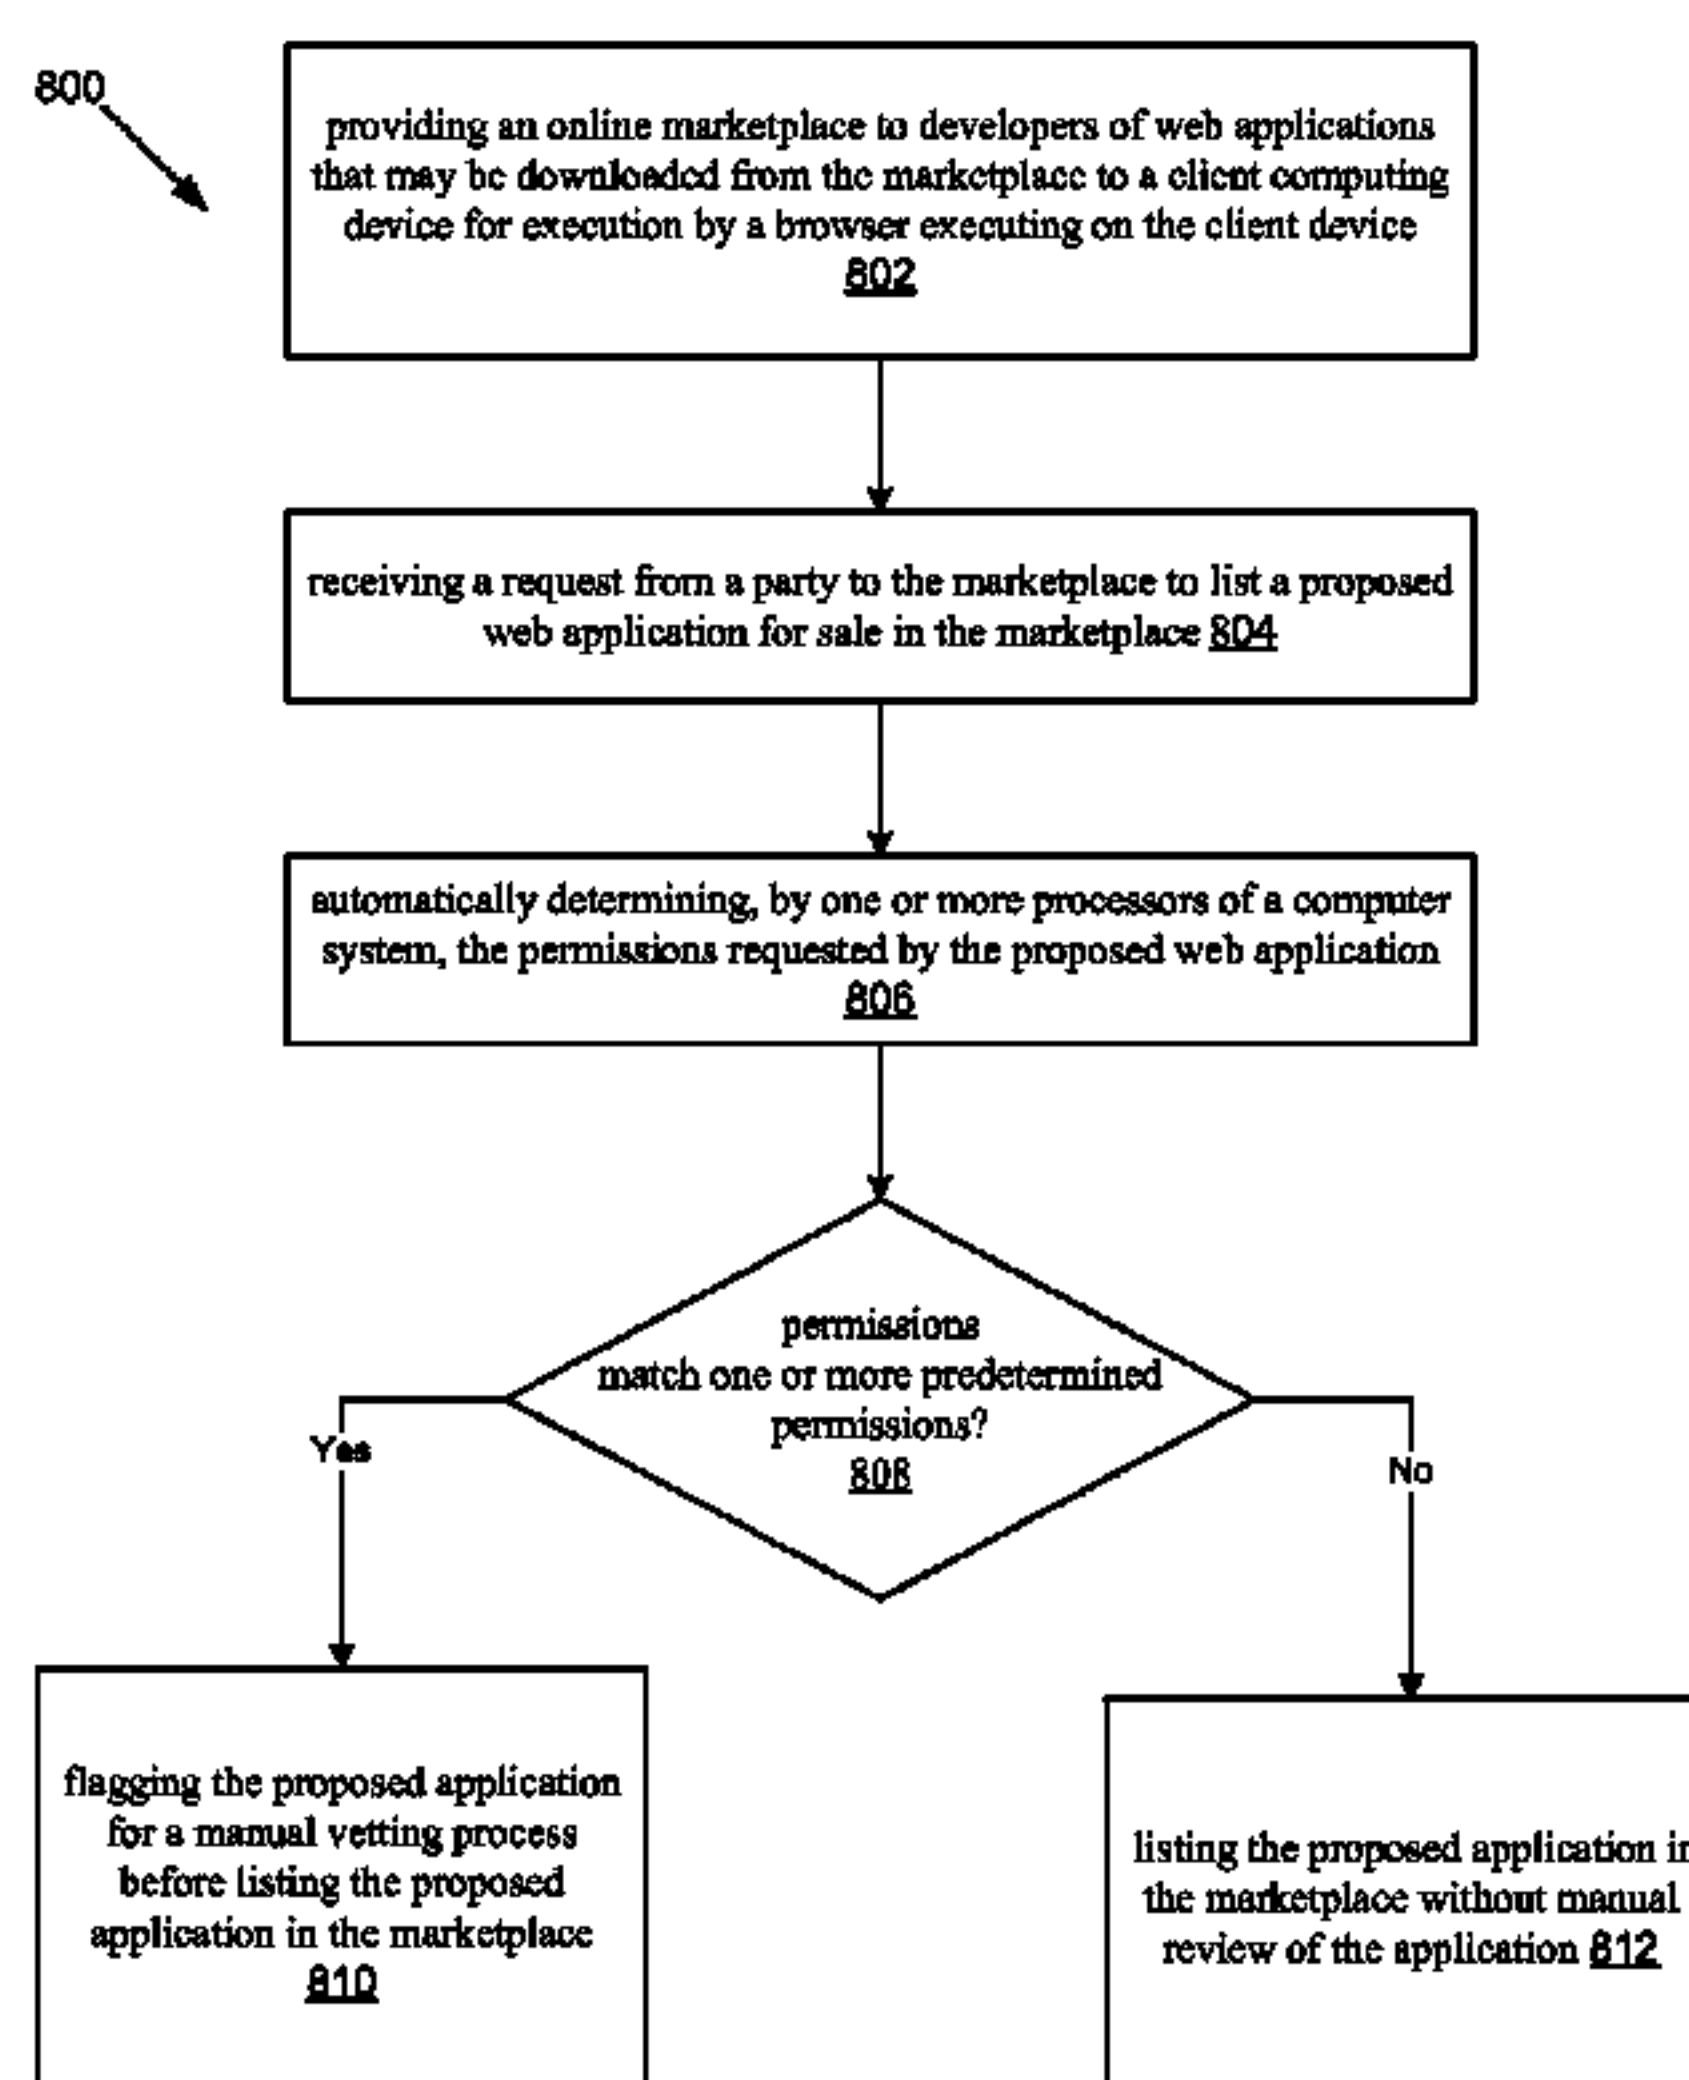 800
providing an online marketplace to developers of web applications
that may be downloaded from the marketplace to a client computing
device for execution by a browser executing on the client device
802
receiving a request from a party to the marketplace to list a proposed
web application for sale in the marketplace 804
automatically determining, by one or more processors of a computer
system, the permissions requested by the proposed web application
806
permissions
match one or more predetermined
permissions?
808
Yes
No
flagging the proposed application
for a manual vetting process
before listing the proposed
application in the marketplace
810
listing the proposed application in
the marketplace without manual
review of the application 812